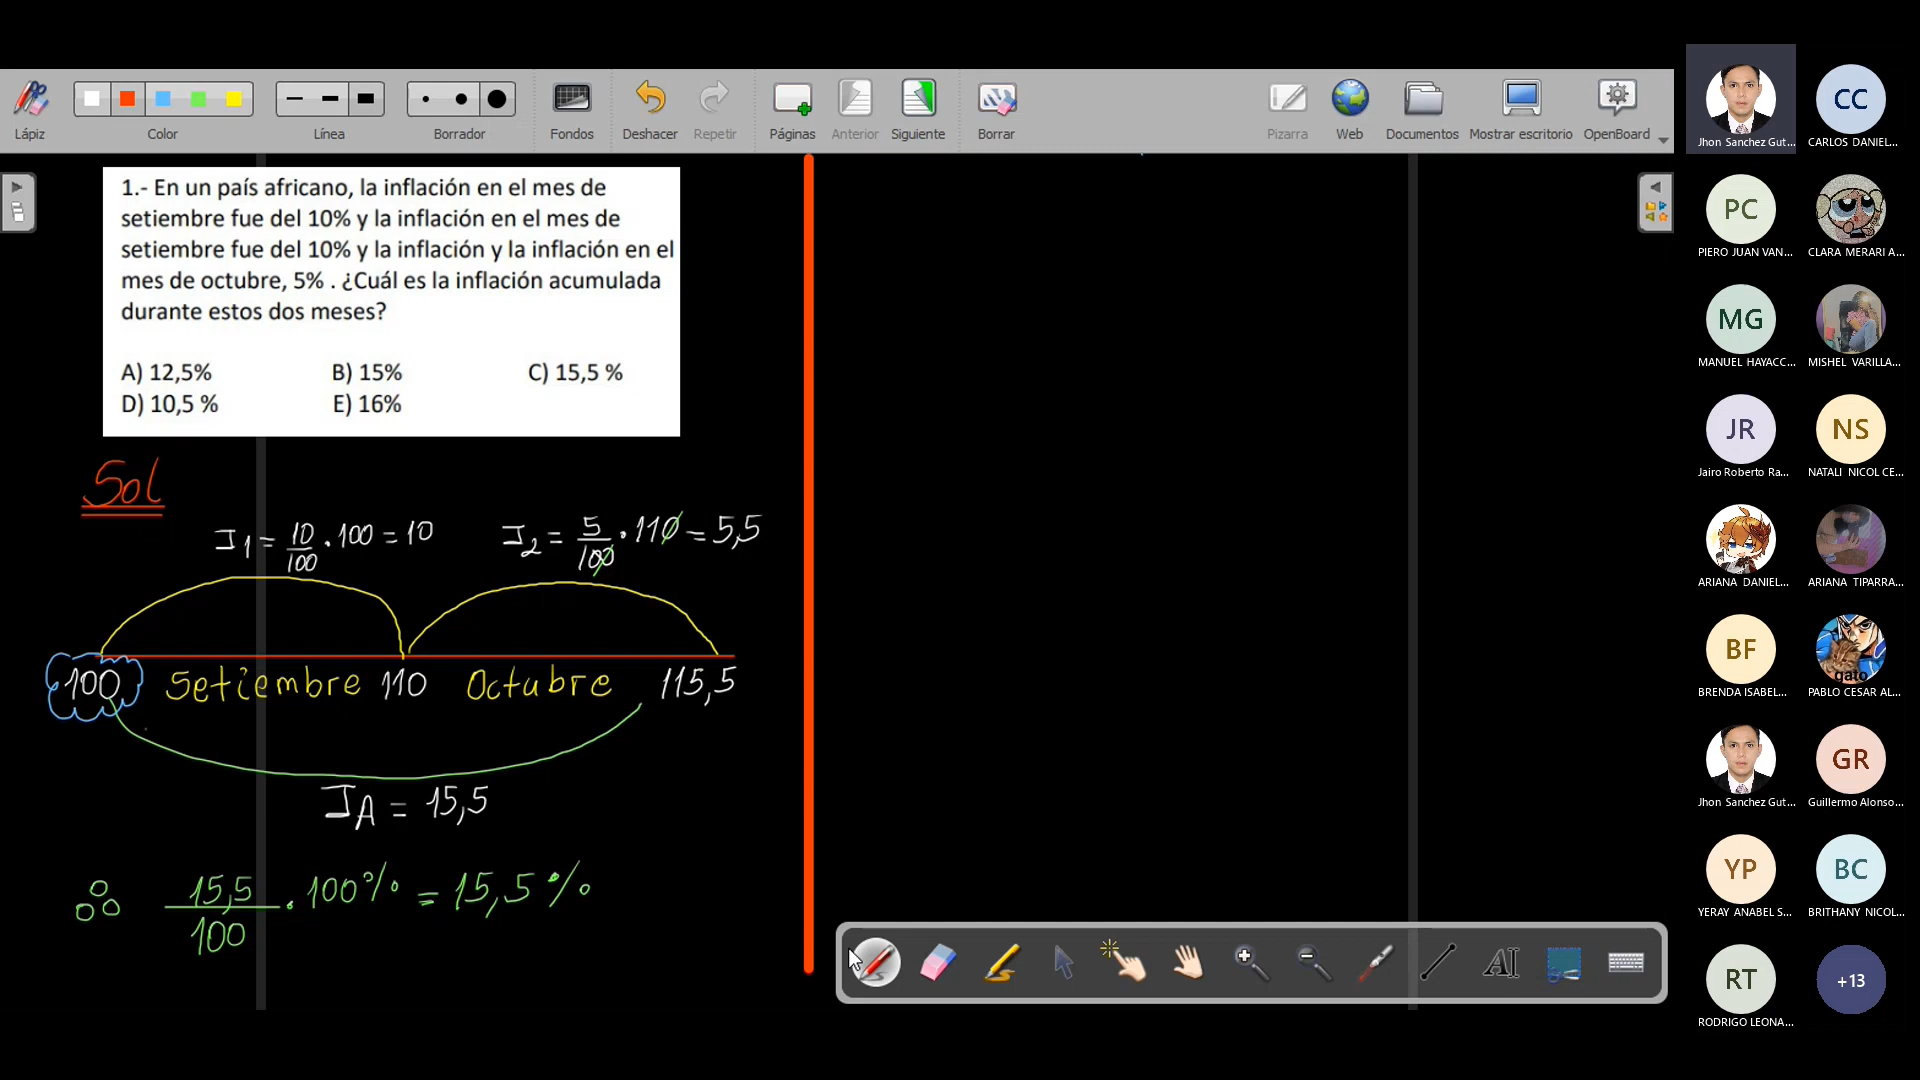 Lápiz
Color
Línea
Borrador
Fondos
Deshacer
Repetir
Páginas
Anterior
Siguiente
Borrar
Pizarra
Web
Documentos
Mostrar escritorio
OpenBoard
1.- En un país africano, la inflación en el mes de
setiembre fue del 10% y la inflación en el mes de
setiembre fue del 10% y la inflación y la inflación en el
mes de octubre, 5% . ¿Cuál es la inflación acumulada
durante estos dos meses?
A) 12,5% B) 15% C) 15,5 %
D) 10,5 % E) 16%
Sol
I1 = 10/100 . 100 = 10
I2 = 5/100 . 110 = 5,5
100 Setiembre 110 Octubre 115,5
IA = 15,5
∴ 15,5/100 . 100% = 15,5 %
AI
Jhon Sanchez Gut...
CC
CARLOS DANIEL...
PC
PIERO JUAN VAN...
CLARA MERARI A...
MG
MANUEL HAYACC...
MISHEL VARILLA...
JR
Jairo Roberto Ra...
NS
NATALI NICOL CE...
ARIANA DANIEL...
ARIANA TIPARRA...
BF
BRENDA ISABEL...
gato
PABLO CESAR AL...
Jhon Sanchez Gut...
GR
Guillermo Alonso...
YP
YERAY ANABEL S...
BC
BRITHANY NICOL...
RT
RODRIGO LEONA...
+13